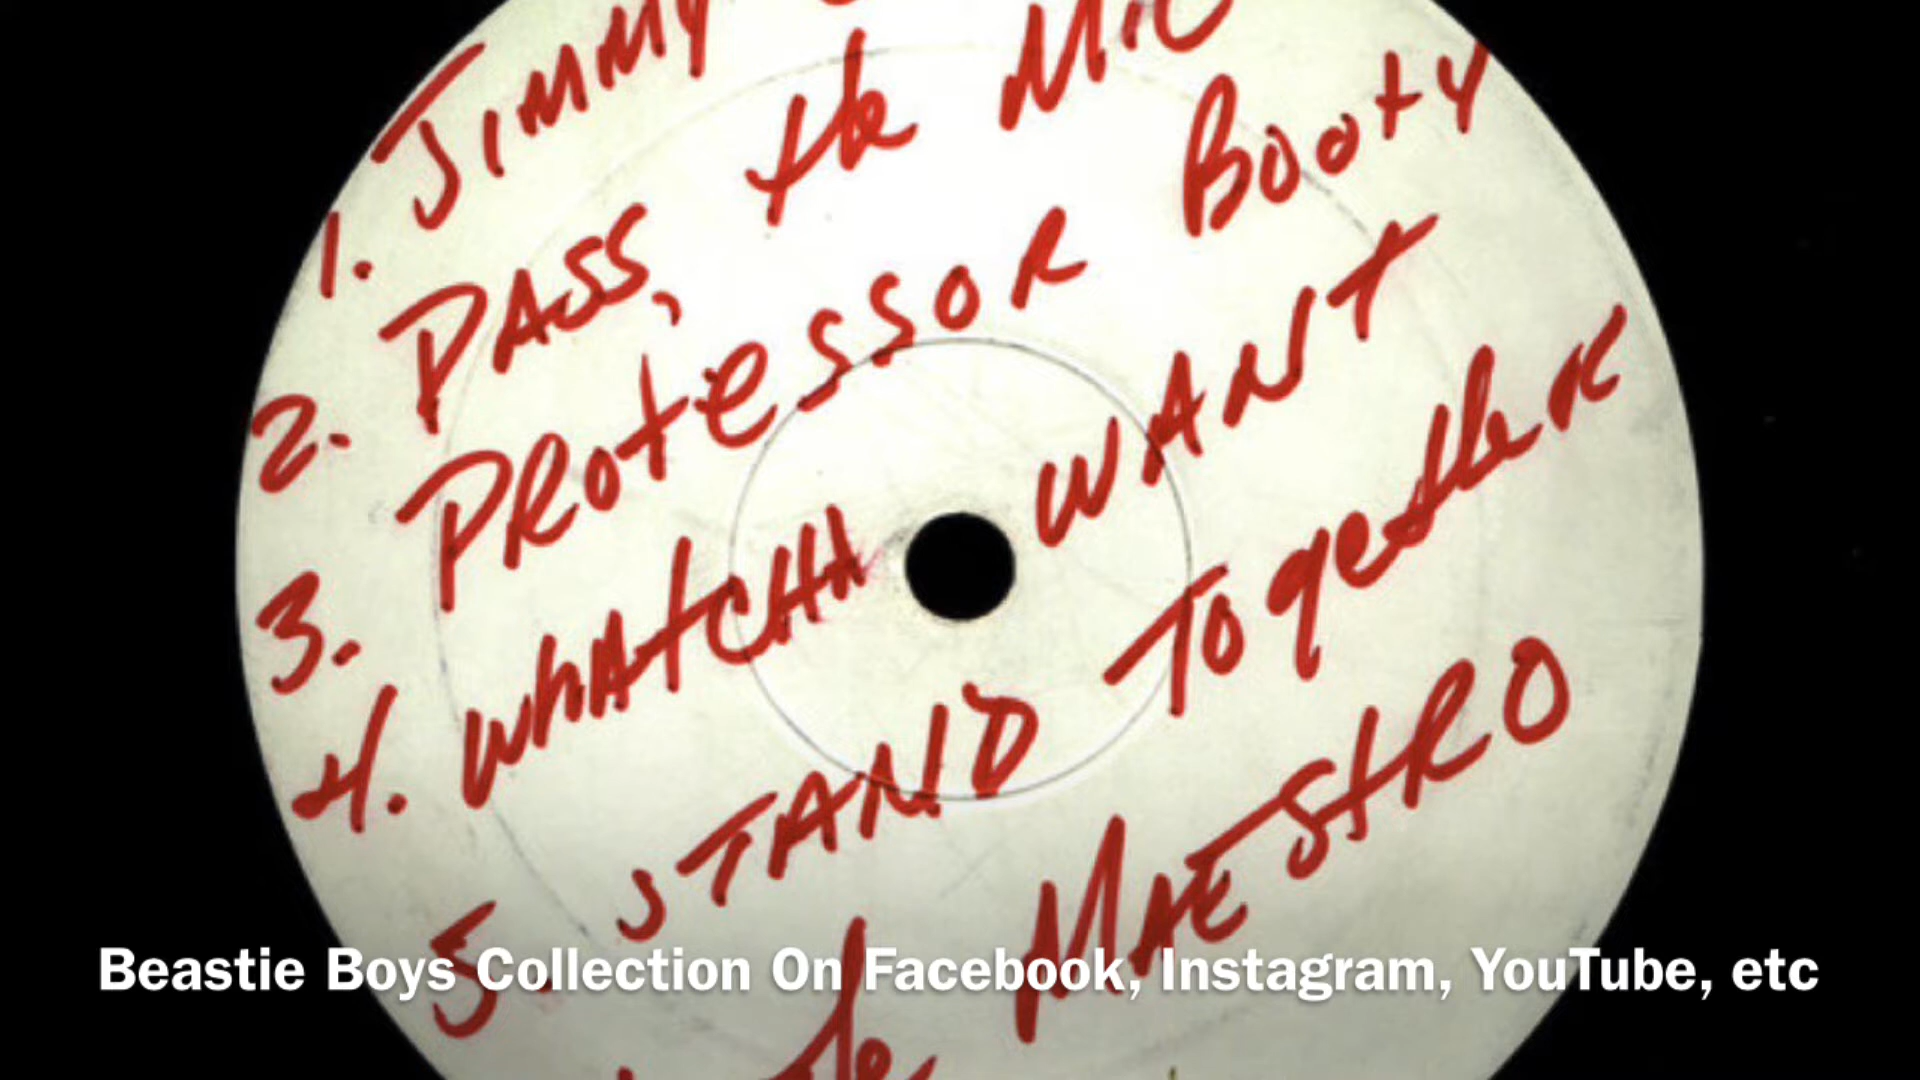 1. JIMMY
2. PASS, the MIC
3. PROfessOR Booty
4. WhAtCHA WANT
5. STAND Together
the MAESTRO
Beastie Boys Collection On Facebook, Instagram, YouTube, etc